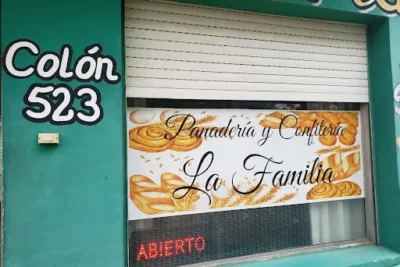 Colón
523
Panadería y Confitería
La Familia
ABIERTO